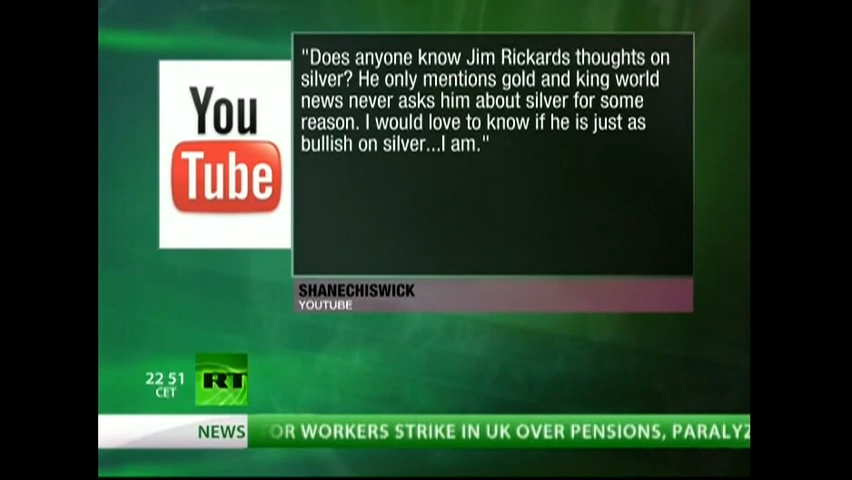 "Does anyone know Jim Rickards thoughts on
silver? He only mentions gold and king world
news never asks him about silver for some
reason. I would love to know if he is just as
bullish on silver...I am."
You
Tube
SHANECHISWICK
YOUTUBE
22 51
CET
RT
NEWS
OR WORKERS STRIKE IN UK OVER PENSIONS, PARALYZ